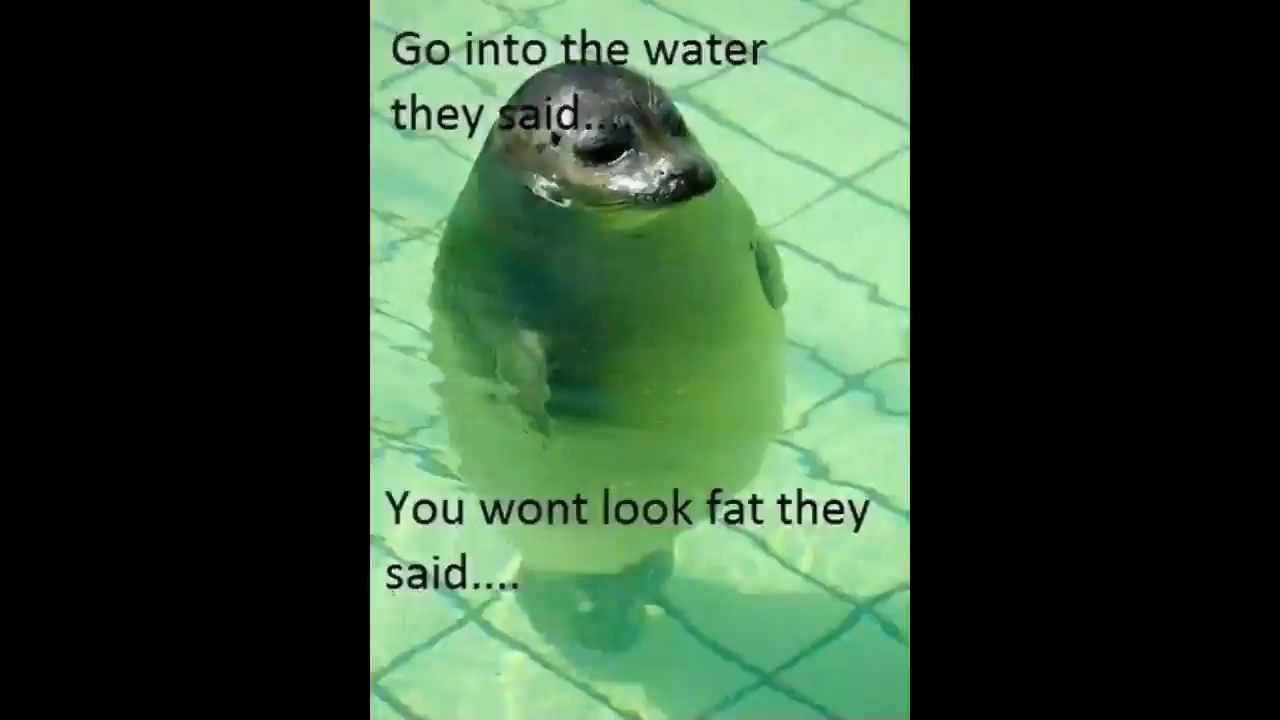 Go into the water
they said...
You wont look fat they
said....